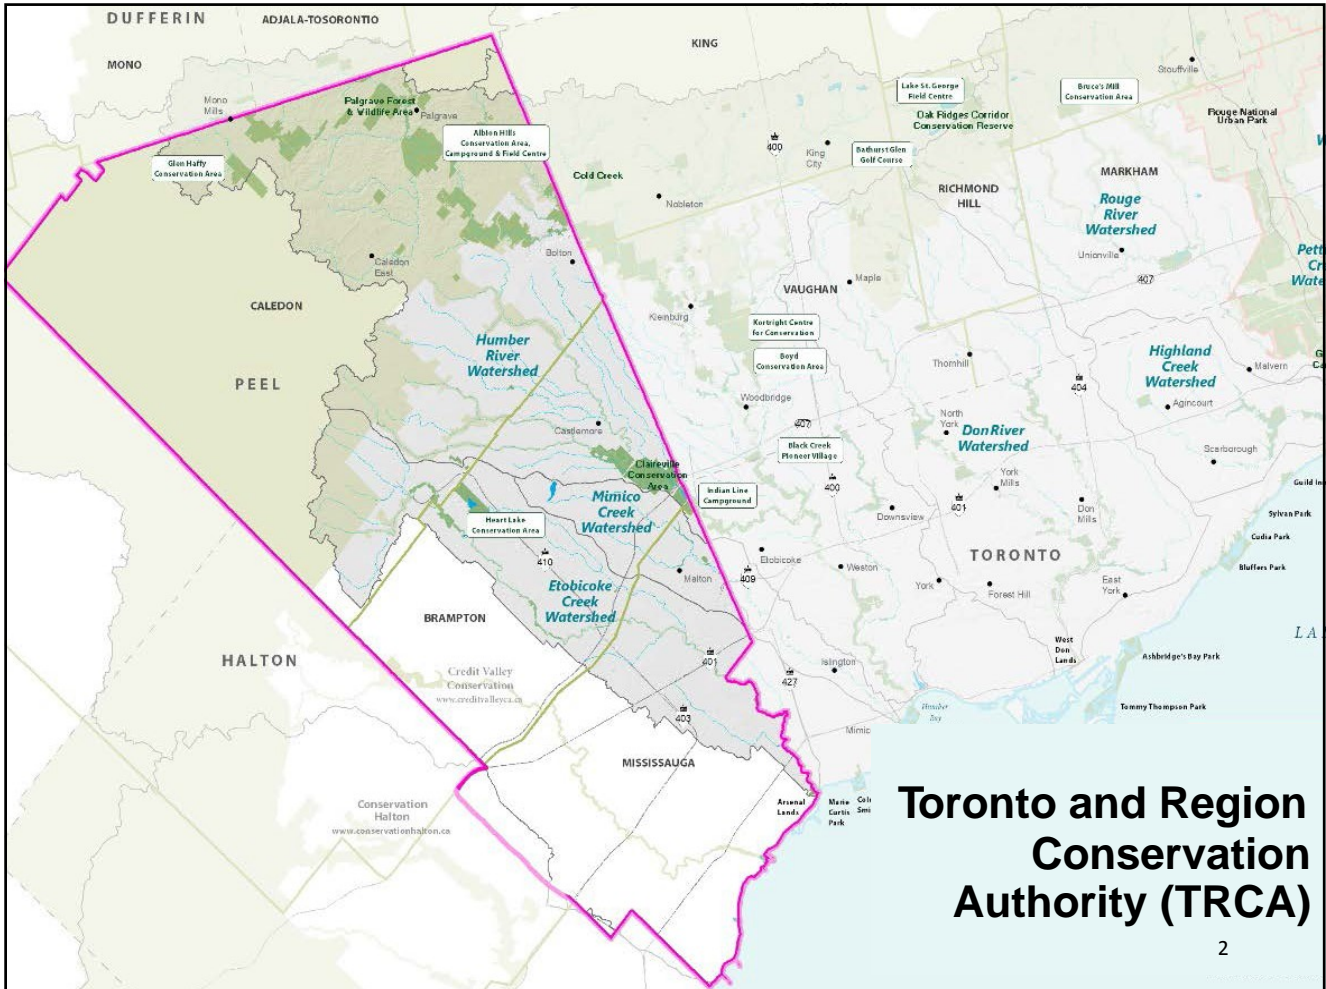 DUFFERIN
ADJALA-TOSORONTIO
MONO
KING
Stouffville
Mono
Mills
Palgrave Forest
& Wildlife Area
Palgrave
Lake St. George
Field Centre
Bruce's Mill
Conservation Area
Oak Ridges Corridor
Conservation Reserve
Rouge National
Urban Park
Albion Hills
Conservation Area,
Campground & Field Centre
400
King
City
Bathurst Glen
Golf Course
Glen Haffy
Conservation Area
Cold Creek
MARKHAM
RICHMOND
HILL
Nobleton
Rouge
River
Watershed
Unionville
Caledon
East
Bolton
407
VAUGHAN
Maple
CALEDON
Kleinburg
Kortright Centre
for Conservation
Humber
River
Watershed
Boyd
Conservation Area
Thornhill
Highland
Creek
Watershed
Malvern
PEEL
404
Woodbridge
Agincourt
North
York
407
Don River
Watershed
Castlemore
Black Creek
Pioneer Village
Scarborough
Claireville
Conservation
Area
York
Mills
400
Guild Inn
Mimico
Creek
Watershed
Indian Line
Campground
401
Don
Mills
Downsview
Sylvan Park
Heart Lake
Conservation Area
Cudia Park
410
Etobicoke
TORONTO
Bluffers Park
Malton
409
Weston
York
Forest Hill
East
York
Etobicoke
Creek
Watershed
BRAMPTON
West
Don
Lands
LA
HALTON
401
Islington
Ashbridge's Bay Park
Credit Valley
Conservation
www.creditvalleyca.ca
427
Humber
Bay
Tommy Thompson Park
403
Mimic
MISSISSAUGA
Arsenal
Lands
Marie
Curtis
Park
Conservation
Halton
www.conservationhalton.ca
Toronto and Region
Conservation
Authority (TRCA)
2